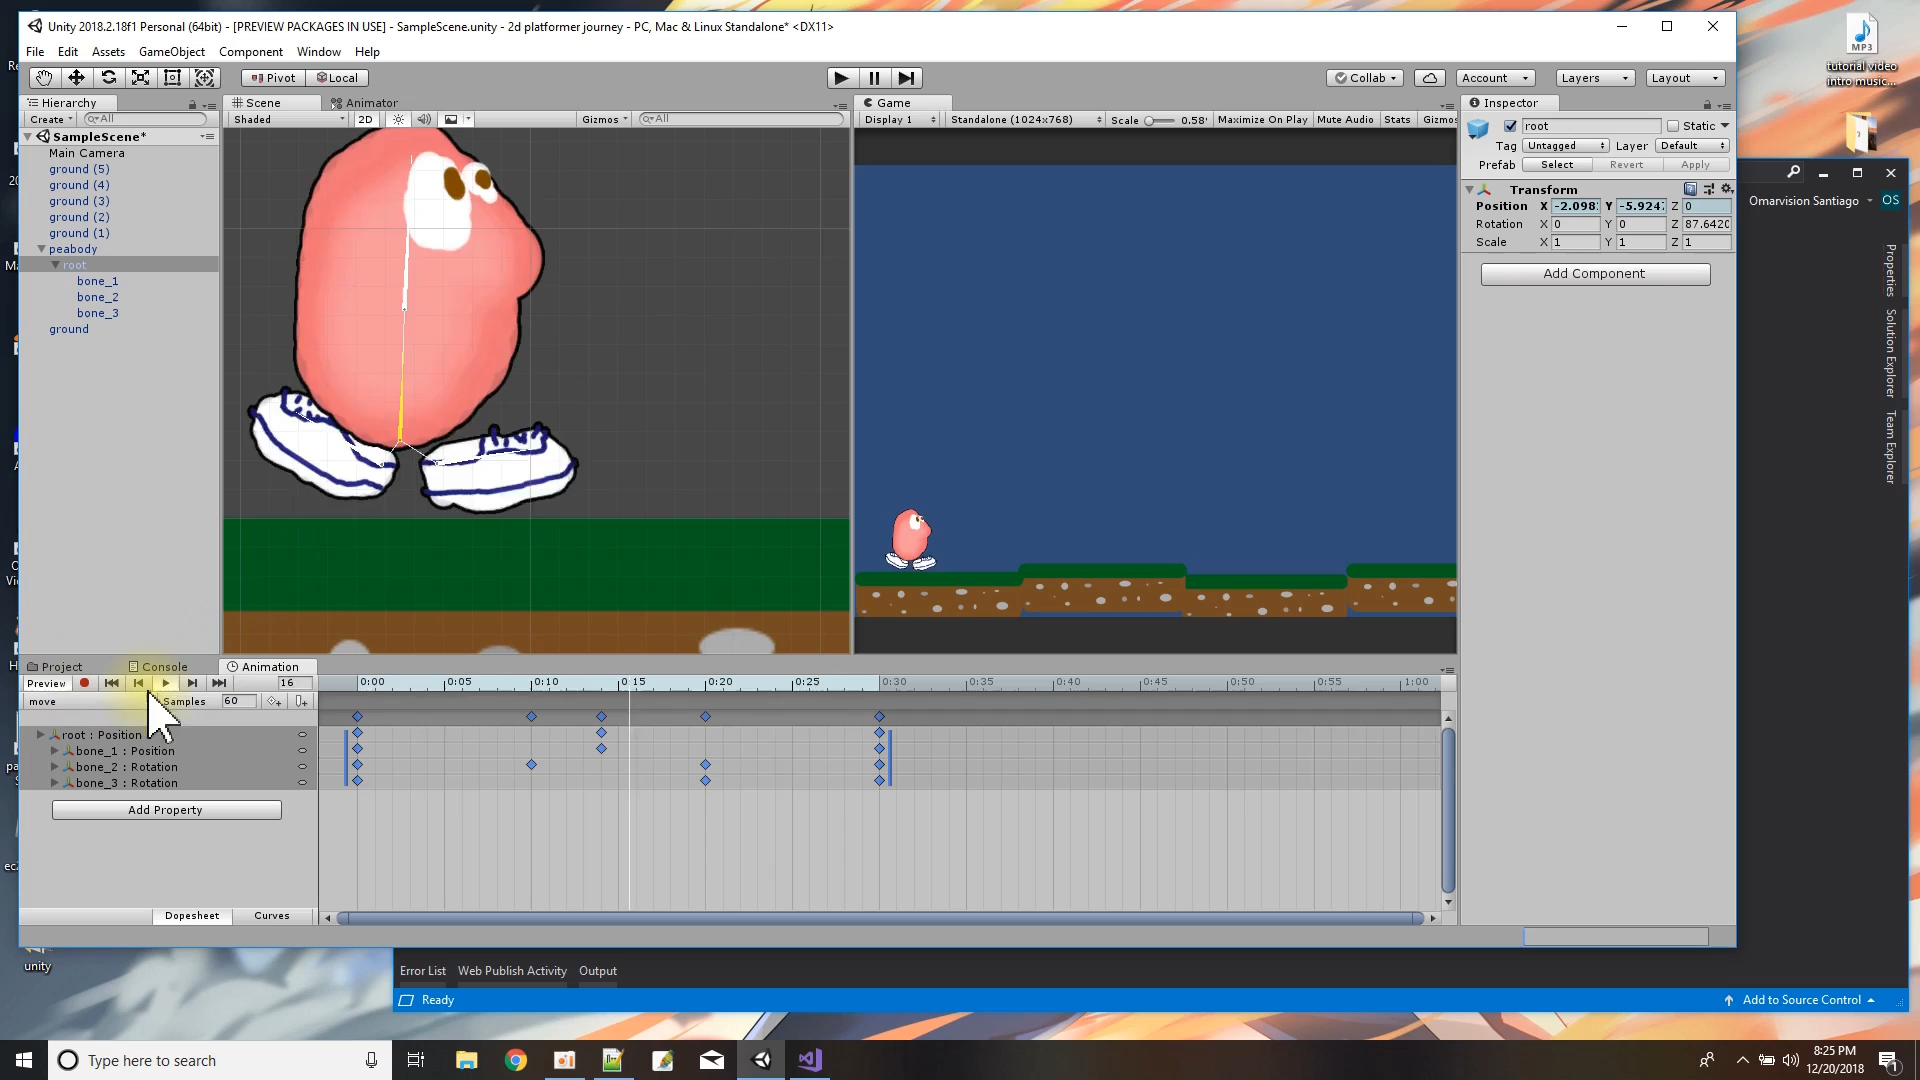 Unity 2018.2.18f1 Personal (64bit) - [PREVIEW PACKAGES IN USE] - SampleScene.unity - 2d platformer journey - PC, Mac & Linux Standalone* <DX11>
File Edit Assets GameObject Component Window Help
Pivot Local
Collab Account Layers Layout
Hierarchy
Create All
SampleScene*
Main Camera
ground (5)
ground (4)
ground (3)
ground (2)
ground (1)
peabody
root
bone_1
bone_2
bone_3
ground
Scene Animator
Shaded 2D Gizmos All
Game
Display 1 Standalone (1024x768) Scale 0.58 Maximize On Play Mute Audio Stats Gizmos
Inspector
root Static
Tag Untagged Layer Default
Prefab Select Revert Apply
Transform
Position X -2.098 Y -5.924 Z 0
Rotation X 0 Y 0 Z 87.6420
Scale X 1 Y 1 Z 1
Add Component
Project Console Animation
Preview 16
move Samples 60
0:00 0:05 0:10 0:15 0:20 0:25 0:30 0:35 0:40 0:45 0:50 0:55 1:00
root : Position
bone_1 : Position
bone_2 : Rotation
bone_3 : Rotation
Add Property
Dopesheet Curves
tutorial video
intro music...
MP3
Omarvision Santiago OS
Properties
Solution Explorer
Team Explorer
unity
Error List Web Publish Activity Output
Ready
Add to Source Control
Type here to search
8:25 PM
12/20/2018
1